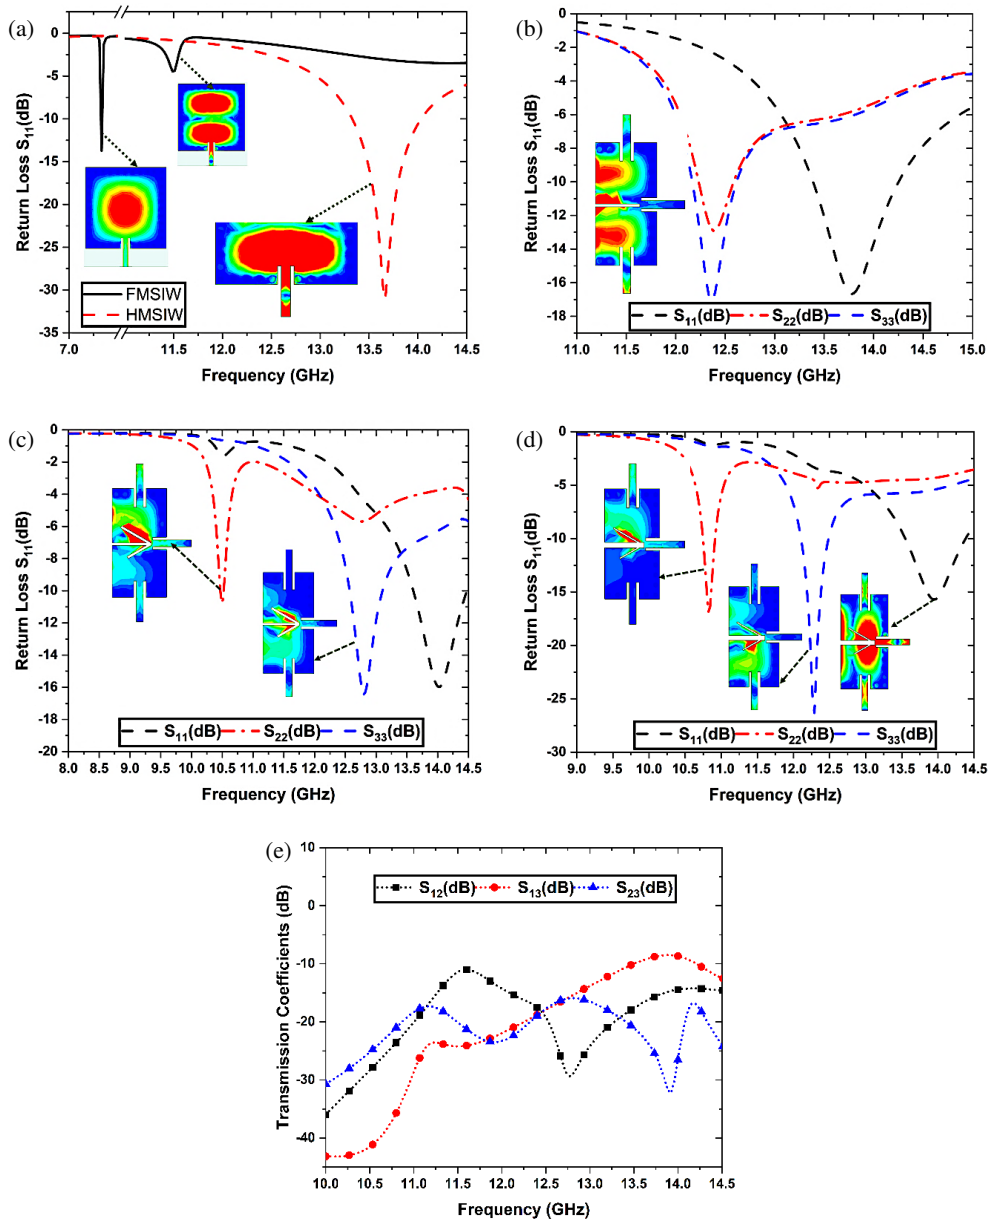 (a)
Return Loss S11(dB)
0
-5
-10
-15
-20
-25
-30
-35
FMSIW
HMSIW
7.0 11.5 12.0 12.5 13.0 13.5 14.0 14.5
Frequency (GHz)
(b)
Return Loss S11(dB)
0
-2
-4
-6
-8
-10
-12
-14
-16
-18
S11(dB) S22(dB) S33(dB)
11.0 11.5 12.0 12.5 13.0 13.5 14.0 14.5 15.0
Frequency (GHz)
(c)
Return Loss S11(dB)
0
-2
-4
-6
-8
-10
-12
-14
-16
-18
-20
S11(dB) S22(dB) S33(dB)
8.0 8.5 9.0 9.5 10.0 10.5 11.0 11.5 12.0 12.5 13.0 13.5 14.0 14.5
Frequency (GHz)
(d)
Return Loss S11(dB)
0
-5
-10
-15
-20
-25
-30
S11(dB) S22(dB) S33(dB)
9.0 9.5 10.0 10.5 11.0 11.5 12.0 12.5 13.0 13.5 14.0 14.5
Frequency (GHz)
(e)
Transmission Coefficients (dB)
10
0
-10
-20
-30
-40
S12(dB) S13(dB) S23(dB)
10.0 10.5 11.0 11.5 12.0 12.5 13.0 13.5 14.0 14.5
Frequency (GHz)